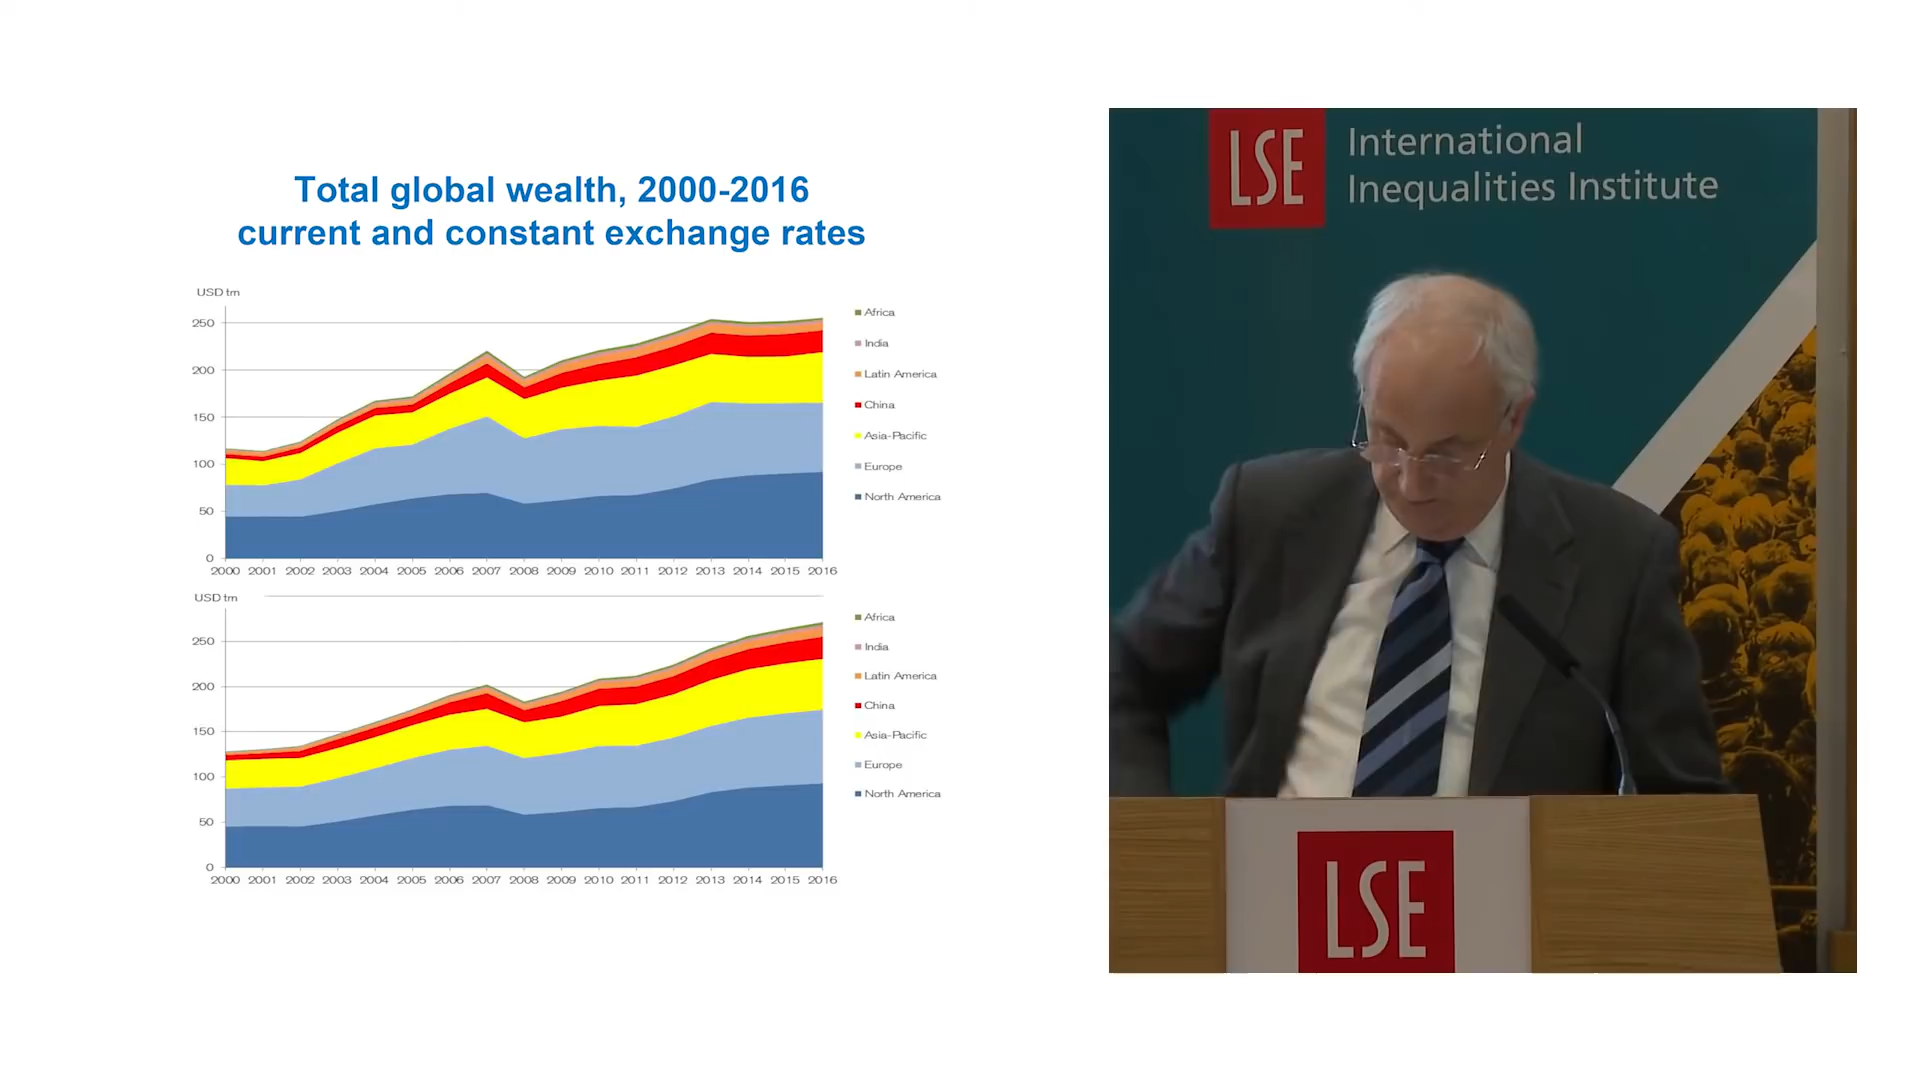 Total global wealth, 2000-2016
current and constant exchange rates
USD trn
250
200
150
100
50
0
2000 2001 2002 2003 2004 2005 2006 2007 2008 2009 2010 2011 2012 2013 2014 2015 2016
Africa
India
Latin America
China
Asia-Pacific
Europe
North America
USD trn
250
200
150
100
50
0
2000 2001 2002 2003 2004 2005 2006 2007 2008 2009 2010 2011 2012 2013 2014 2015 2016
Africa
India
Latin America
China
Asia-Pacific
Europe
North America
LSE
International
Inequalities Institute
LSE